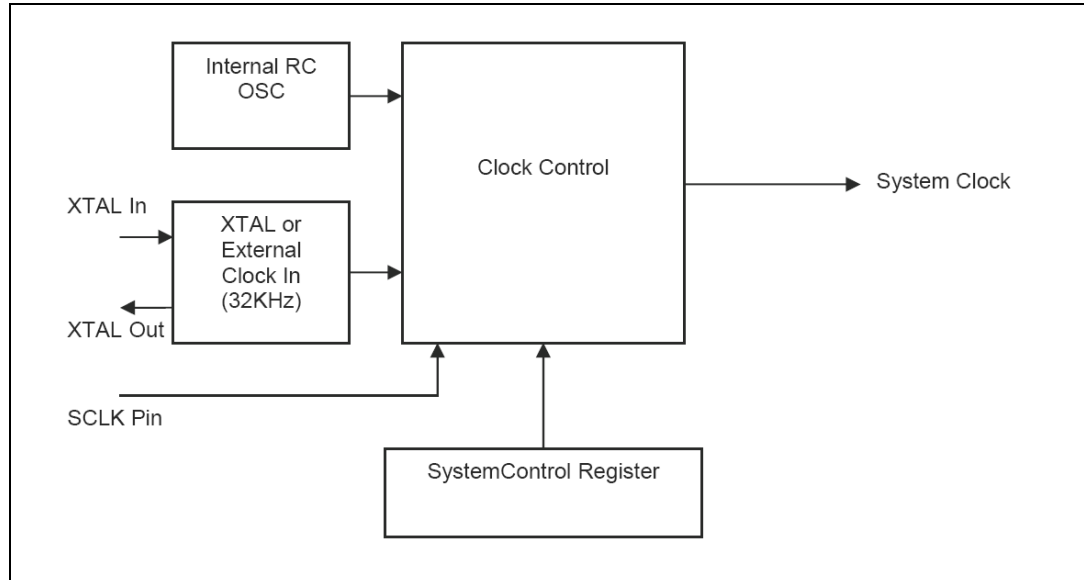 Internal RC
OSC
Clock Control
System Clock
XTAL In
XTAL or
External
Clock In
(32KHz)
XTAL Out
SCLK Pin
SystemControl Register